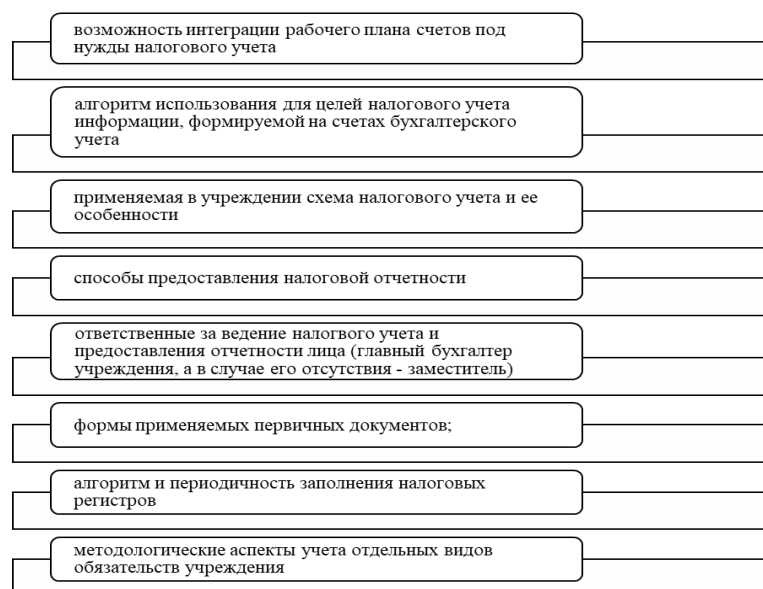 возможность интеграции рабочего плана счетов под
нужды налогового учета
алгоритм использования для целей налогового учета
информации, формируемой на счетах бухгалтерского
учета
применяемая в учреждении схема налогового учета и ее
особенности
способы предоставления налоговой отчетности
ответственные за ведение налогвого учета и
предоставления отчетности лица (главный бухгалтер
учреждения, а в случае его отсутствия - заместитель)
формы применяемых первичных документов;
алгоритм и периодичность заполнения налоговых
регистров
методологические аспекты учета отдельных видов
обязательств учреждения